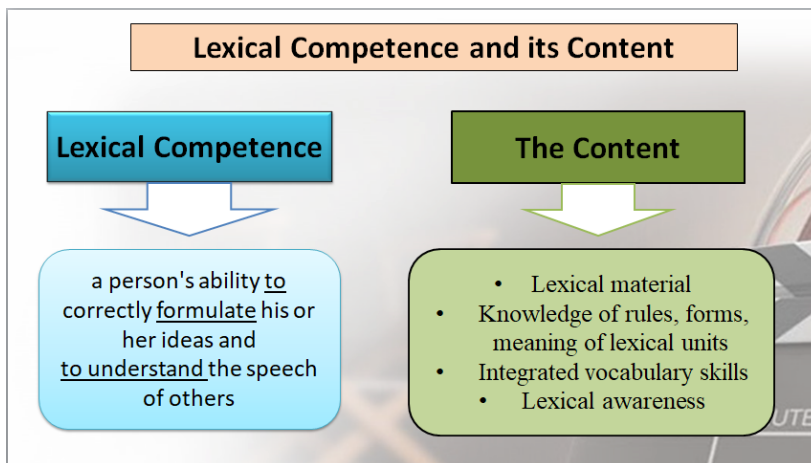 Lexical Competence and its Content
Lexical Competence
a person's ability to
correctly formulate his or
her ideas and
to understand the speech
of others
The Content
• Lexical material
• Knowledge of rules, forms,
meaning of lexical units
• Integrated vocabulary skills
• Lexical awareness
UTE